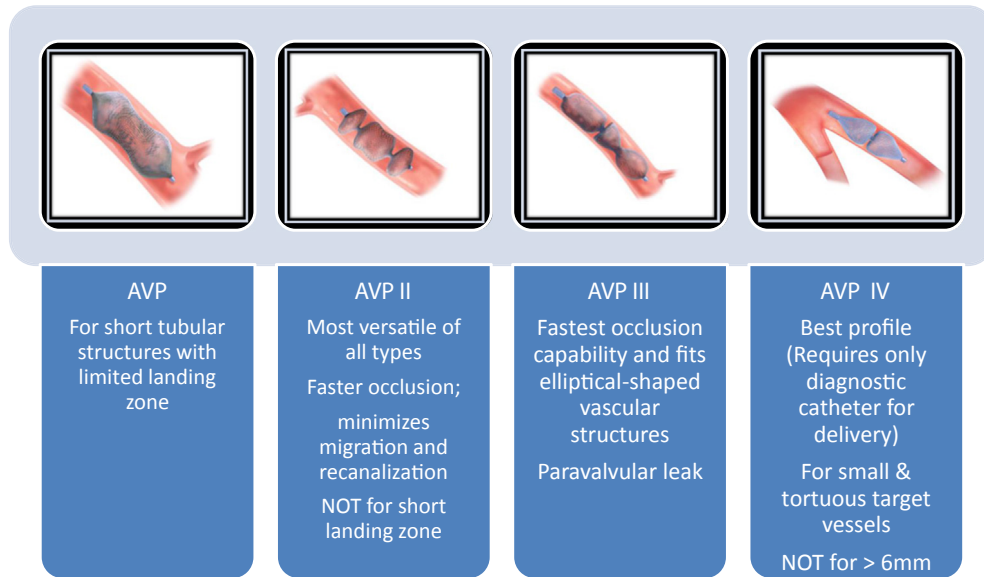 AVP
For short tubular
structures with
limited landing
zone
AVP II
Most versatile of
all types
Faster occlusion;
minimizes
migration and
recanalization
NOT for short
landing zone
AVP III
Fastest occlusion
capability and fits
elliptical-shaped
vascular
structures
Paravalvular leak
AVP  IV
Best profile
(Requires only
diagnostic
catheter for
delivery)
For small &
tortuous target
vessels
NOT for > 6mm